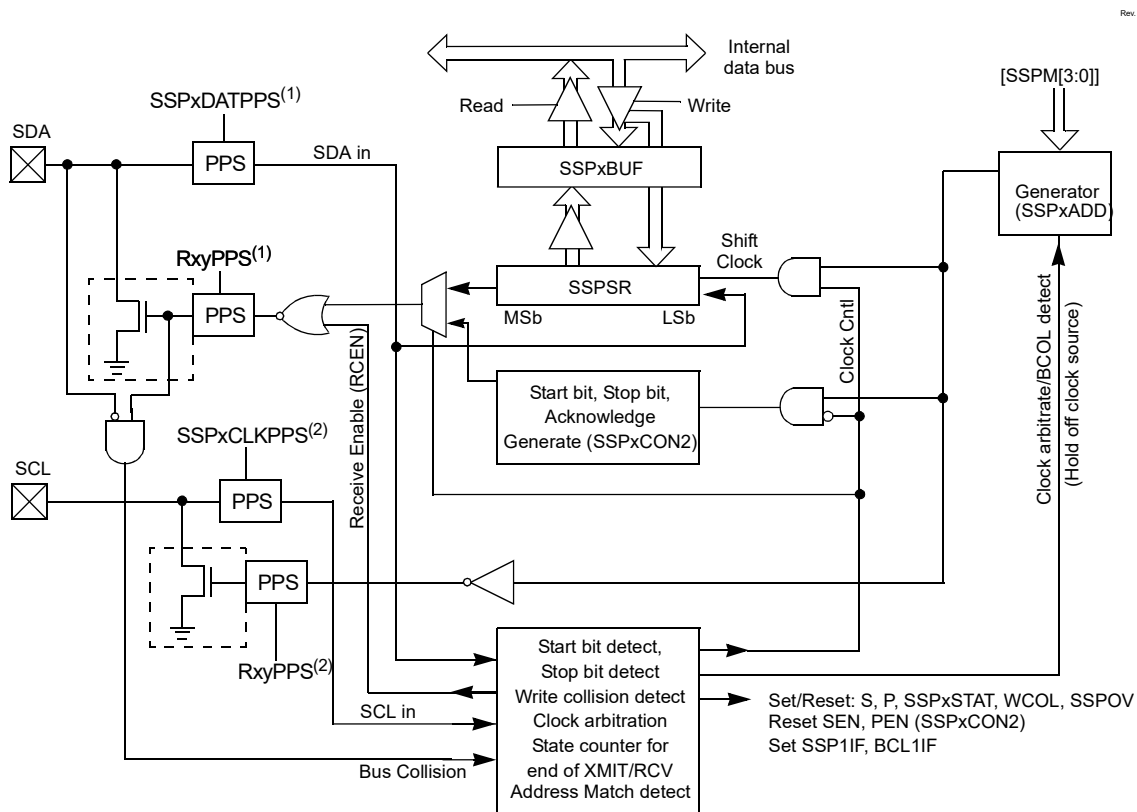 Rev.
Internal
data bus
[SSPM[3:0]]
Read
Write
SSPxDATPPS(1)
SDA
PPS
SDA in
SSPxBUF
Generator
(SSPxADD)
RxyPPS(1)
Shift
Clock
PPS
SSPSR
MSb
LSb
Receive Enable (RCEN)
Clock Cntl
Clock arbitrate/BCOL detect
(Hold off clock source)
Start bit, Stop bit,
Acknowledge
Generate (SSPxCON2)
SSPxCLKPPS(2)
SCL
PPS
PPS
RxyPPS(2)
SCL in
Bus Collision
Start bit detect,
Stop bit detect
Write collision detect
Clock arbitration
State counter for
end of XMIT/RCV
Address Match detect
Set/Reset: S, P, SSPxSTAT, WCOL, SSPOV
Reset SEN, PEN (SSPxCON2)
Set SSP1IF, BCL1IF